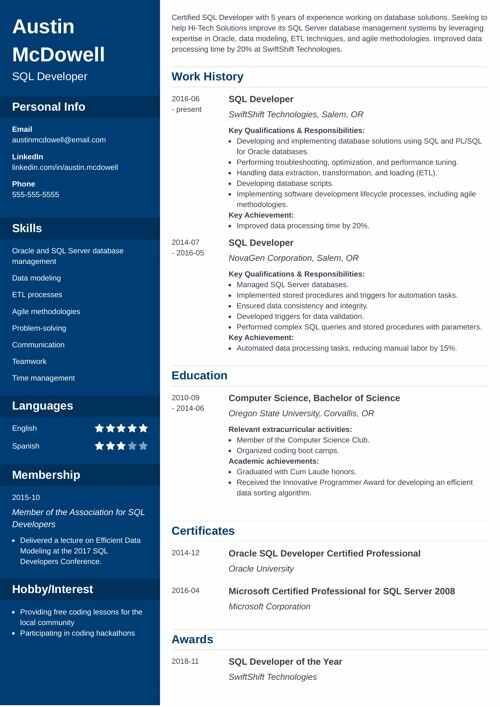 Austin
McDowell
SQL Developer
Personal Info
Email
austinmcdowell@email.com
LinkedIn
linkedin.com/in/austin.mcdowell
Phone
555-555-5555
Skills
Oracle and SQL Server database
management
Data modeling
ETL processes
Agile methodologies
Problem-solving
Communication
Teamwork
Time management
Languages
English
Spanish
Membership
2015-10
Member of the Association for SQL
Developers
• Delivered a lecture on Efficient Data
Modeling at the 2017 SQL
Developers Conference.
Hobby/Interest
• Providing free coding lessons for the
local community
• Participating in coding hackathons
Certified SQL Developer with 5 years of experience working on database solutions. Seeking to
help Hi-Tech Solutions improve its SQL Server database management systems by leveraging
expertise in Oracle, data modeling, ETL techniques, and agile methodologies. Improved data
processing time by 20% at SwiftShift Technologies.
Work History
2016-06
- present
SQL Developer
SwiftShift Technologies, Salem, OR
Key Qualifications & Responsibilities:
• Developing and implementing database solutions using SQL and PL/SQL
for Oracle databases.
• Performing troubleshooting, optimization, and performance tuning.
• Handling data extraction, transformation, and loading (ETL).
• Developing database scripts.
• Implementing software development lifecycle processes, including agile
methodologies.
Key Achievement:
• Improved data processing time by 20%.
2014-07
- 2016-05
SQL Developer
NovaGen Corporation, Salem, OR
Key Qualifications & Responsibilities:
• Managed SQL Server databases.
• Implemented stored procedures and triggers for automation tasks.
• Ensured data consistency and integrity.
• Developed triggers for data validation.
• Performed complex SQL queries and stored procedures with parameters.
Key Achievement:
• Automated data processing tasks, reducing manual labor by 15%.
Education
2010-09
- 2014-06
Computer Science, Bachelor of Science
Oregon State University, Corvallis, OR
Relevant extracurricular activities:
• Member of the Computer Science Club.
• Organized coding boot camps.
Academic achievements:
• Graduated with Cum Laude honors.
• Received the Innovative Programmer Award for developing an efficient
data sorting algorithm.
Certificates
2014-12
Oracle SQL Developer Certified Professional
Oracle University
2016-04
Microsoft Certified Professional for SQL Server 2008
Microsoft Corporation
Awards
2018-11
SQL Developer of the Year
SwiftShift Technologies